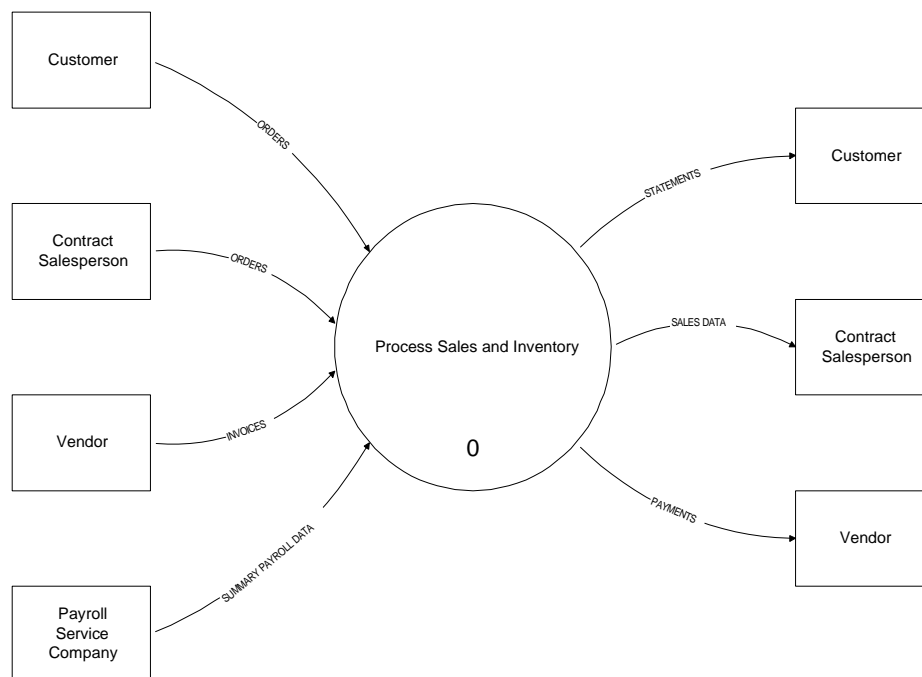 Customer
ORDERS
Contract
Salesperson
ORDERS
Vendor
INVOICES
Payroll
Service
Company
SUMMARY PAYROLL DATA
Process Sales and Inventory
0
STATEMENTS
Customer
SALES DATA
Contract
Salesperson
PAYMENTS
Vendor